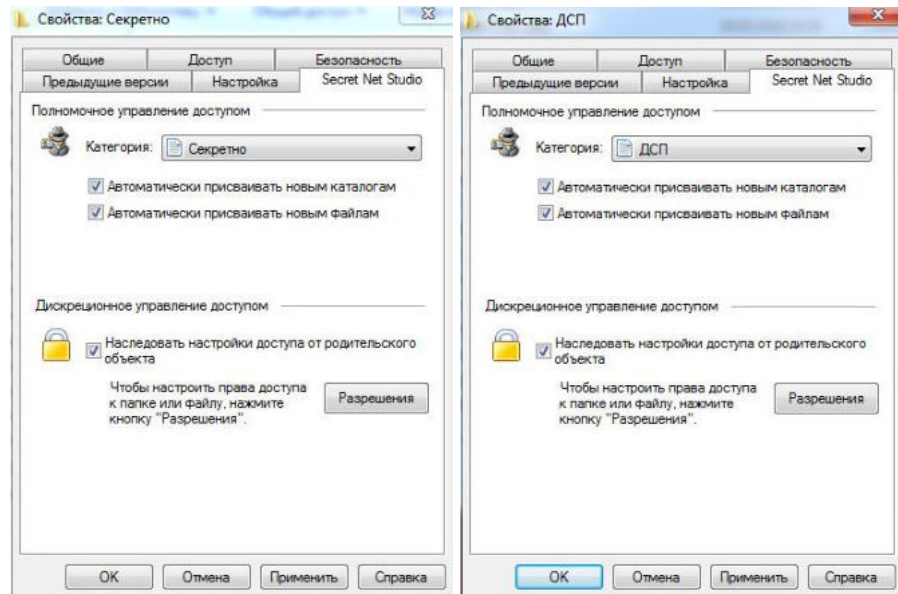 Свойства: Секретно
Общие Доступ Безопасность
Предыдущие версии Настройка Secret Net Studio
Полномочное управление доступом
Категория: Секретно
Автоматически присваивать новым каталогам
Автоматически присваивать новым файлам
Дискреционное управление доступом
Наследовать настройки доступа от родительского
объекта
Чтобы настроить права доступа
к папке или файлу, нажмите
кнопку "Разрешения".
Разрешения
ОК Отмена Применить Справка
Свойства: ДСП
Общие Доступ Безопасность
Предыдущие версии Настройка Secret Net Studio
Полномочное управление доступом
Категория: ДСП
Автоматически присваивать новым каталогам
Автоматически присваивать новым файлам
Дискреционное управление доступом
Наследовать настройки доступа от родительского
объекта
Чтобы настроить права доступа
к папке или файлу, нажмите
кнопку "Разрешения".
Разрешения
ОК Отмена Применить Справка